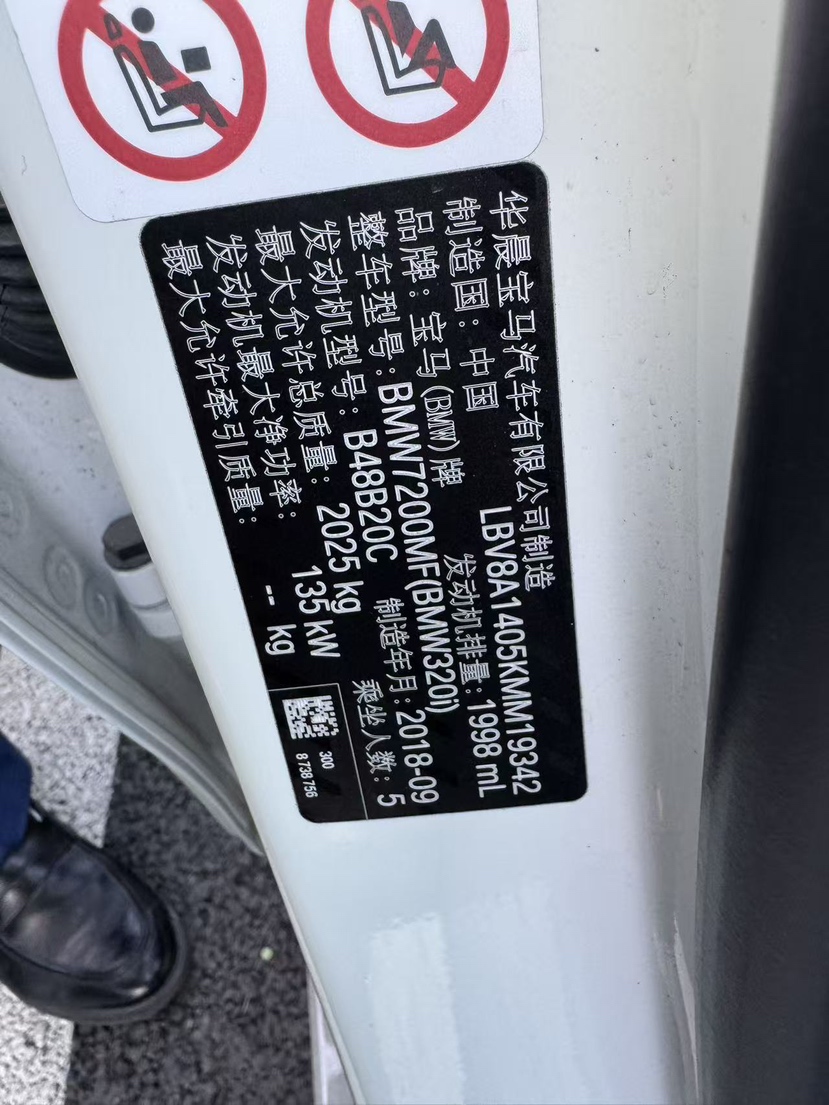 华晨宝马汽车有限公司制造 LBV8A1405KMM19342
制造国：中国 发动机排量：1998 mL
品牌：宝马(BMW)牌
整车型号：BMW7200MF(BMW320i) 制造年月：2018-09
发动机型号：B48B20C 乘坐人数：5
最大允许总质量：2025 kg
发动机最大净功率：135 kW
最大允许牵引质量：-- kg
300
8 738 756